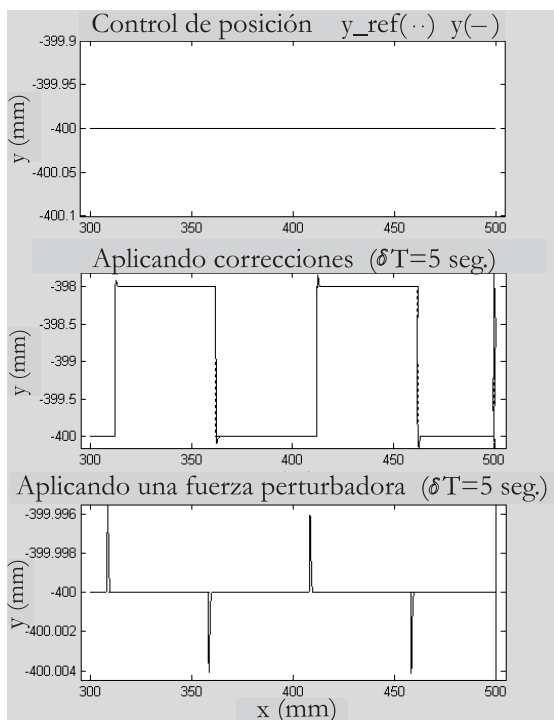 Control de posición y_ref(··) y(−)
-399.9
-399.95
-400
-400.05
-400.1
y (mm)
300 350 400 450 500
Aplicando correcciones (δT=5 seg.)
-398
-398.5
-399
-399.5
-400
y (mm)
300 350 400 450 500
Aplicando una fuerza perturbadora (δT=5 seg.)
-399.996
-399.998
-400
-400.002
-400.004
y (mm)
300 350 400 450 500
x (mm)